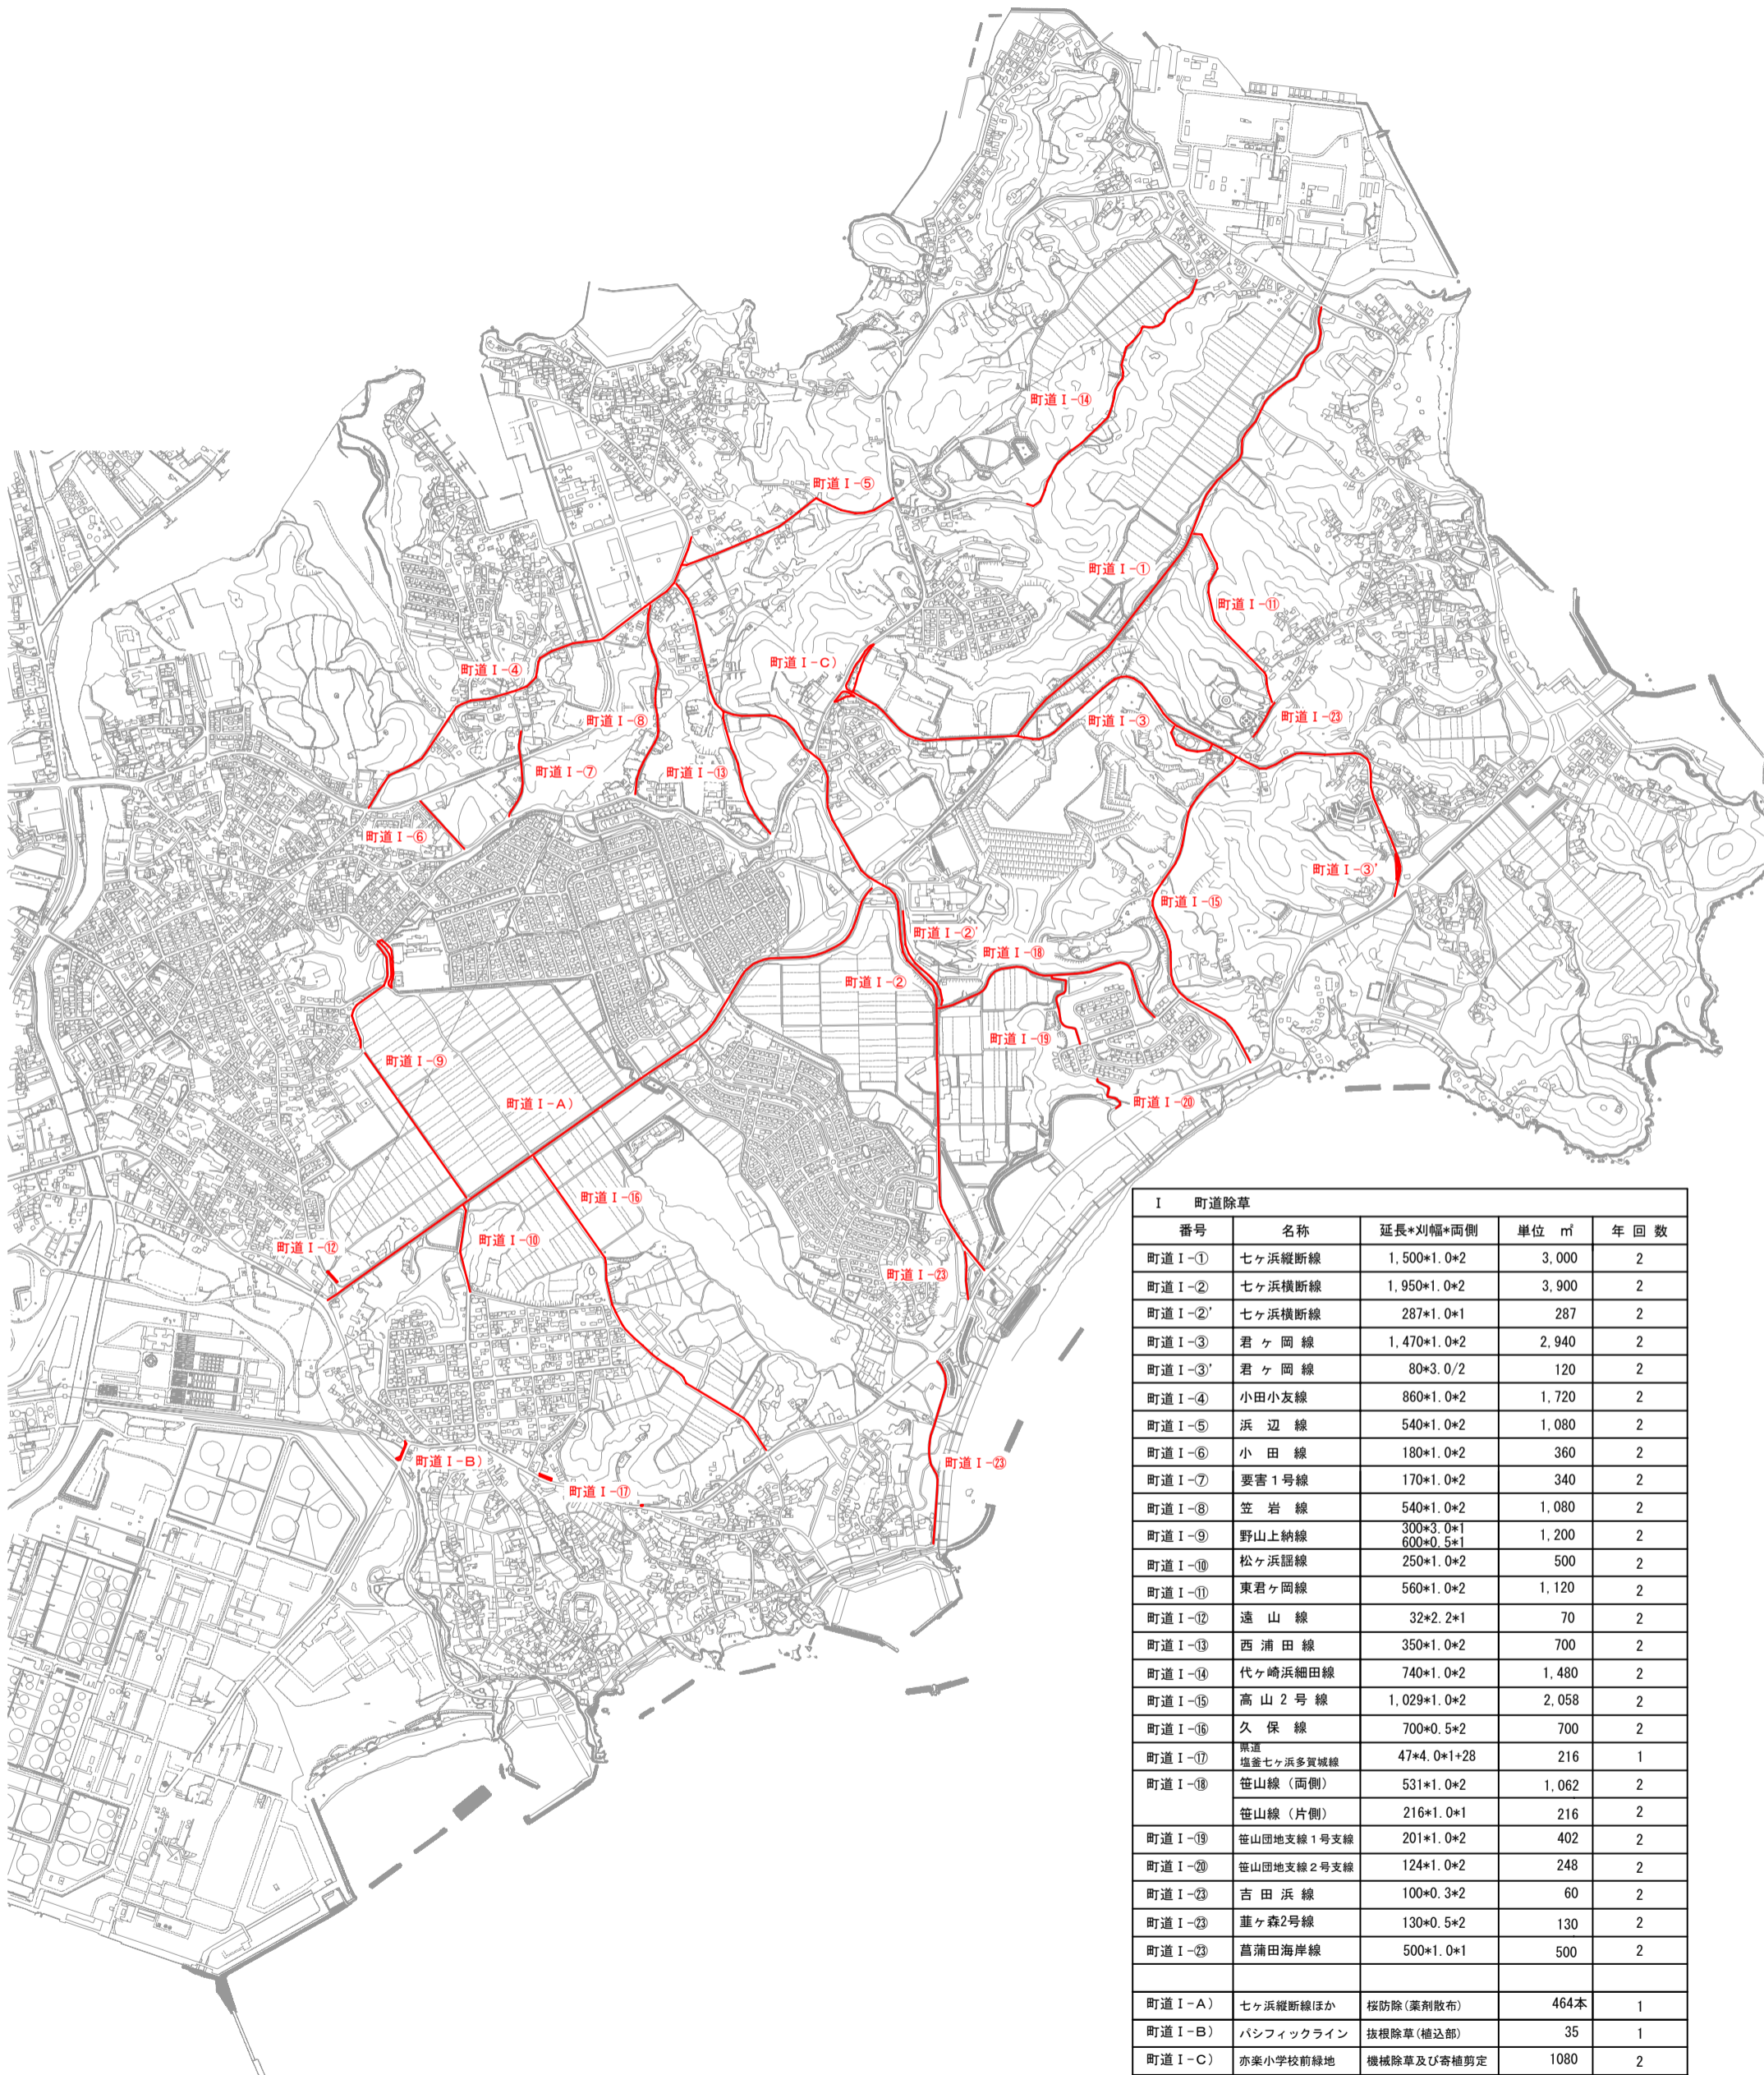 町道Ⅰ-⑭
町道Ⅰ-⑤
町道Ⅰ-①
町道Ⅰ-⑪
町道Ⅰ-C)
町道Ⅰ-④
町道Ⅰ-⑧
町道Ⅰ-③
町道Ⅰ-㉓
町道Ⅰ-⑦
町道Ⅰ-⑬
町道Ⅰ-⑥
町道Ⅰ-③'
町道Ⅰ-⑮
町道Ⅰ-②'
町道Ⅰ-⑱
町道Ⅰ-②
町道Ⅰ-⑲
町道Ⅰ-⑨
町道Ⅰ-A)
町道Ⅰ-⑳
町道Ⅰ-⑯
町道Ⅰ-⑩
町道Ⅰ-⑫
町道Ⅰ-㉓
町道Ⅰ-B)
町道Ⅰ-㉓
町道Ⅰ-⑰
Ⅰ 町道除草
番号 名称 延長*刈幅*両側 単位 ㎡ 年 回 数
町道Ⅰ-① 七ヶ浜縦断線 1,500*1.0*2 3,000 2
町道Ⅰ-② 七ヶ浜横断線 1,950*1.0*2 3,900 2
町道Ⅰ-②' 七ヶ浜横断線 287*1.0*1 287 2
町道Ⅰ-③ 君 ヶ 岡 線 1,470*1.0*2 2,940 2
町道Ⅰ-③' 君 ヶ 岡 線 80*3.0/2 120 2
町道Ⅰ-④ 小田小友線 860*1.0*2 1,720 2
町道Ⅰ-⑤ 浜 辺 線 540*1.0*2 1,080 2
町道Ⅰ-⑥ 小 田 線 180*1.0*2 360 2
町道Ⅰ-⑦ 要害1号線 170*1.0*2 340 2
町道Ⅰ-⑧ 笠 岩 線 540*1.0*2 1,080 2
町道Ⅰ-⑨ 野山上納線 300*3.0*1 1,200 2
600*0.5*1
町道Ⅰ-⑩ 松ヶ浜謡線 250*1.0*2 500 2
町道Ⅰ-⑪ 東君ヶ岡線 560*1.0*2 1,120 2
町道Ⅰ-⑫ 遠 山 線 32*2.2*1 70 2
町道Ⅰ-⑬ 西 浦 田 線 350*1.0*2 700 2
町道Ⅰ-⑭ 代ヶ崎浜細田線 740*1.0*2 1,480 2
町道Ⅰ-⑮ 高 山 2 号 線 1,029*1.0*2 2,058 2
町道Ⅰ-⑯ 久 保 線 700*0.5*2 700 2
町道Ⅰ-⑰ 県道 47*4.0*1+28 216 1
塩釜七ヶ浜多賀城線
町道Ⅰ-⑱ 笹山線（両側） 531*1.0*2 1,062 2
笹山線（片側） 216*1.0*1 216 2
町道Ⅰ-⑲ 笹山団地支線1号支線 201*1.0*2 402 2
町道Ⅰ-⑳ 笹山団地支線2号支線 124*1.0*2 248 2
町道Ⅰ-㉓ 吉 田 浜 線 100*0.3*2 60 2
町道Ⅰ-㉓ 韮ヶ森2号線 130*0.5*2 130 2
町道Ⅰ-㉓ 菖蒲田海岸線 500*1.0*1 500 2
町道Ⅰ-A) 七ヶ浜縦断線ほか 桜防除(薬剤散布) 464本 1
町道Ⅰ-B) パシフィックライン 抜根除草(植込部) 35 1
町道Ⅰ-C) 亦楽小学校前緑地 機械除草及び寄植剪定 1080 2